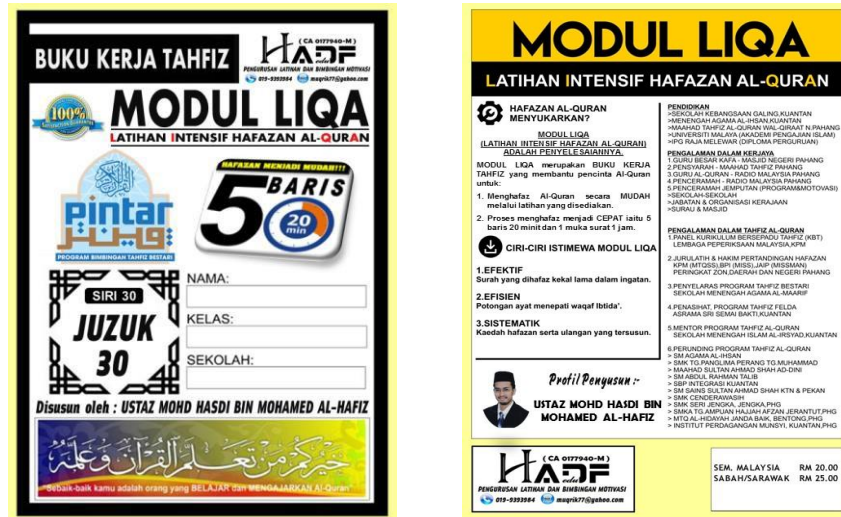 BUKU KERJA TAHFIZ
(CA 0177940-M)
HADF
edu
PENGURUSAN LATIHAN DAN BIMBINGAN MOTIVASI
019-9393984 muqrik77@yahoo.com
100%
MODUL LIQA
LATIHAN INTENSIF HAFAZAN AL-QURAN
HAFAZAN MENJADI MUDAH!!!
5 BARIS
20
min
pintar
ڤينتر
PROGRAM BIMBINGAN TAHFIZ BESTARI
SIRI 30
JUZUK
30
NAMA:
KELAS:
SEKOLAH:
Disusun oleh : USTAZ MOHD HASDI BIN MOHAMED AL-HAFIZ
خيركم من تعلم القرآن وعلمه
"Sebaik-baik kamu adalah orang yang BELAJAR dan MENGAJARKAN Al-Quran"
MODUL LIQA
LATIHAN INTENSIF HAFAZAN AL-QURAN
HAFAZAN AL-QURAN
MENYUKARKAN?
MODUL LIQA
(LATIHAN INTENSIF HAFAZAN AL-QURAN)
ADALAH PENYELESAIANNYA.
MODUL LIQA merupakan BUKU KERJA
TAHFIZ yang membantu pencinta Al-Quran
untuk:
1. Menghafaz Al-Quran secara MUDAH
melalui latihan yang disediakan.
2. Proses menghafaz menjadi CEPAT iaitu 5
baris 20 minit dan 1 muka surat 1 jam.
CIRI-CIRI ISTIMEWA MODUL LIQA
1.EFEKTIF
Surah yang dihafaz kekal lama dalam ingatan.
2.EFISIEN
Potongan ayat menepati waqaf Ibtida'.
3.SISTEMATIK
Kaedah hafazan serta ulangan yang tersusun.
Profil Penyusun :-
USTAZ MOHD HASDI BIN
MOHAMED AL-HAFIZ
PENDIDIKAN
>SEKOLAH KEBANGSAAN GALING,KUANTAN
>MENENGAH AGAMA AL-IHSAN,KUANTAN
>MAAHAD TAHFIZ AL-QURAN WAL-QIRAAT N.PAHANG
>UNIVERSITI MALAYA (AKADEMI PENGAJIAN ISLAM)
>IPG RAJA MELEWAR (DIPLOMA PERGURUAN)
PENGALAMAN DALAM KERJAYA
1.GURU BESAR KAFA - MASJID NEGERI PAHANG
2.PENSYARAH - MAAHAD TAHFIZ PAHANG
3.GURU AL-QURAN - RADIO MALAYSIA PAHANG
4.PENCERAMAH - RADIO MALAYSIA PAHANG
5.PENCERAMAH JEMPUTAN (PROGRAM&MOTOVASI)
>SEKOLAH-SEKOLAH
>JABATAN & ORGANISASI KERAJAAN
>SURAU & MASJID
PENGALAMAN DALAM TAHFIZ AL-QURAN
1.PANEL KURIKULUM BERSEPADU TAHFIZ (KBT)
LEMBAGA PEPERIKSAAN MALAYSIA,KPM
2.JURULATIH & HAKIM PERTANDINGAN HAFAZAN
KPM (MTQSS),BPI (MISS),JAIP (MISSMAN)
PERINGKAT ZON,DAERAH DAN NEGERI PAHANG
3.PENYELARAS PROGRAM TAHFIZ BESTARI
SEKOLAH MENENGAH AGAMA AL-MAARIF
4.PENASIHAT, PROGRAM TAHFIZ FELDA
ASRAMA SRI SEMAI BAKTI,KUANTAN
5.MENTOR PROGRAM TAHFIZ AL-QURAN
SEKOLAH MENENGAH ISLAM AL-IRSYAD,KUANTAN
6.PERUNDING PROGRAM TAHFIZ AL-QURAN
> SM AGAMA AL-IHSAN
> SMK TG.PANGLIMA PERANG TG.MUHAMMAD
> MAAHAD SULTAN AHMAD SHAH AD-DINI
> SM ABDUL RAHMAN TALIB
> SBP INTEGRASI KUANTAN
> SM SAINS SULTAN AHMAD SHAH KTN & PEKAN
> SMK CENDERAWASIH
> SMK SERI JENGKA, JENGKA,PHG
> SMKA TG.AMPUAN HAJJAH AFZAN JERANTUT,PHG
> MTQ AL-HIDAYAH JANDA BAIK, BENTONG,PHG
> INSTITUT PERDAGANGAN MUNSYI, KUANTAN,PHG
(CA 0177940-M)
HADF
edu
PENGURUSAN LATIHAN DAN BIMBINGAN MOTIVASI
019-9393984 muqrik77@yahoo.com
SEM. MALAYSIA RM 20.00
SABAH/SARAWAK RM 25.00